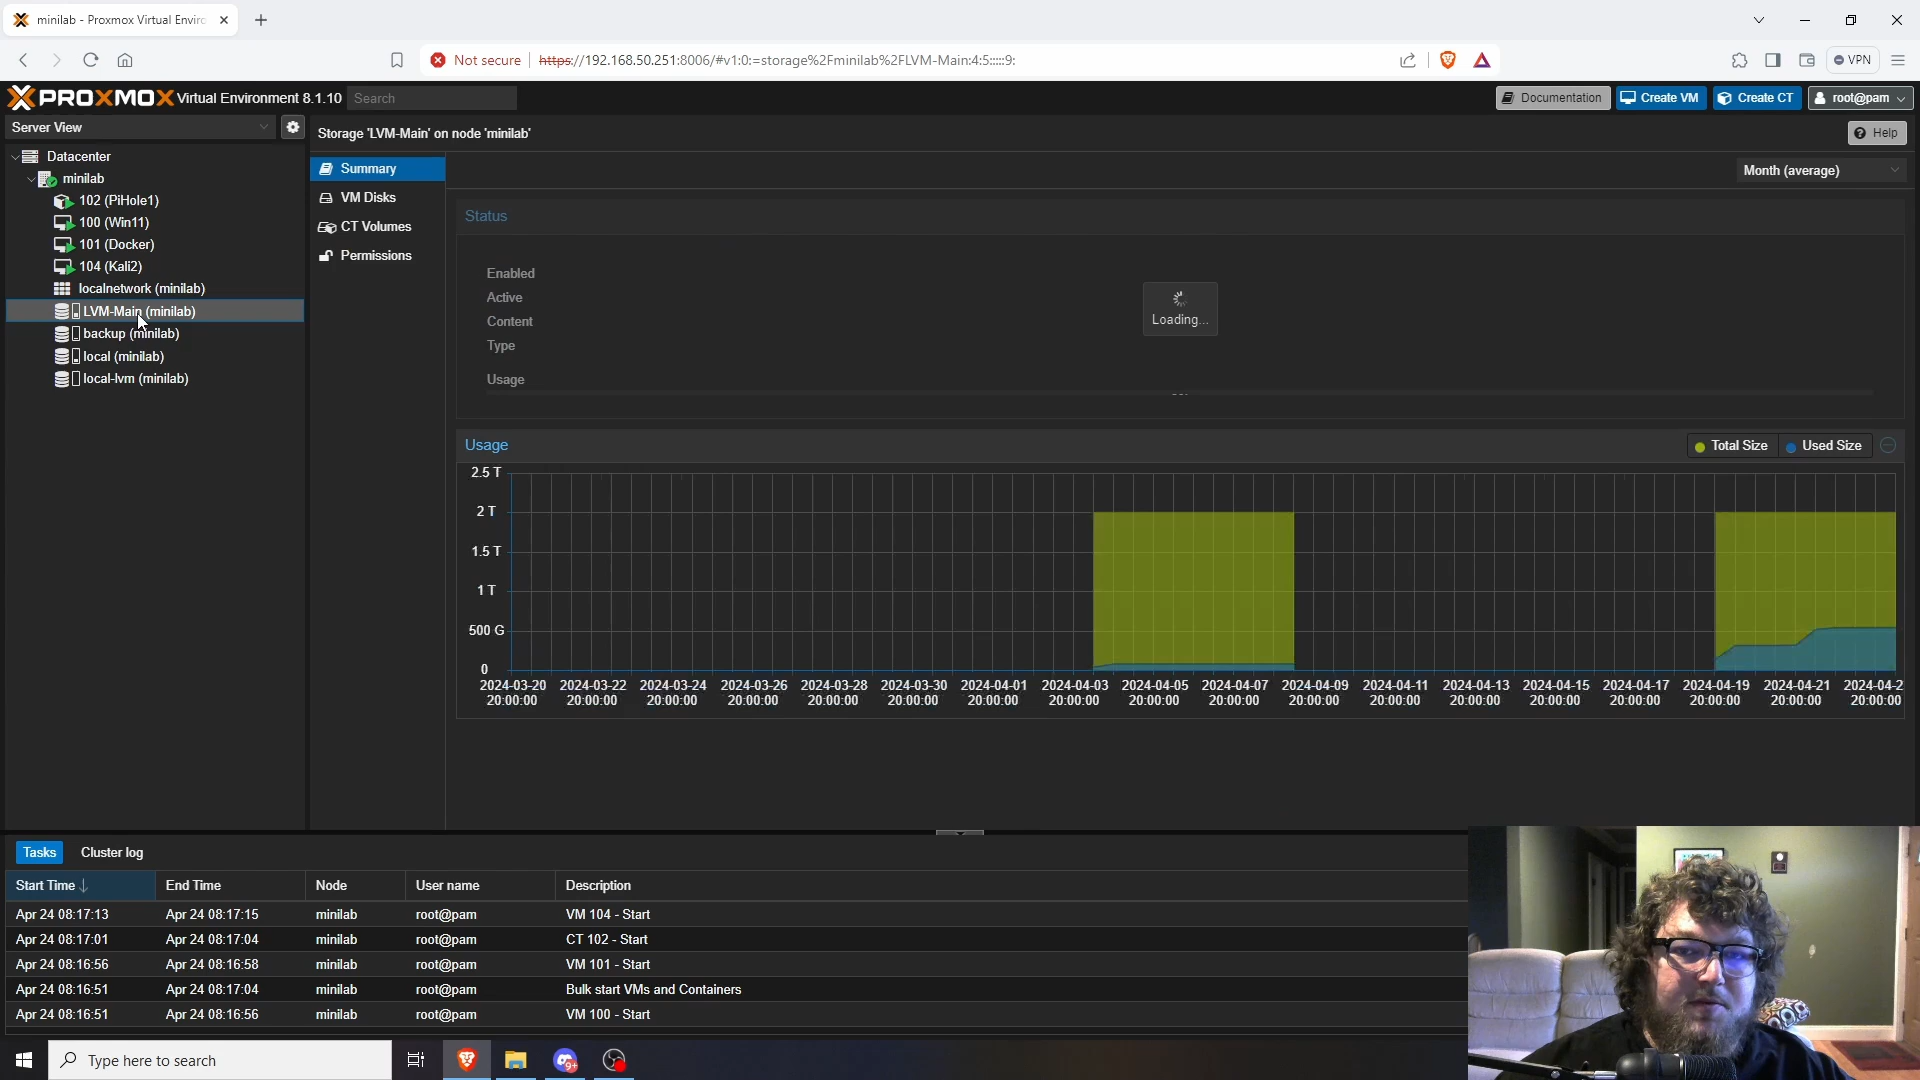 minilab - Proxmox Virtual Enviro
Not secure
https://192.168.50.251:8006/#v1:0:=storage%2Fminilab%2FLVM-Main:4:5:::::9:
VPN
PROXMOX Virtual Environment 8.1.10
Search
Documentation
Create VM
Create CT
root@pam
Server View
Storage 'LVM-Main' on node 'minilab'
Help
Datacenter
minilab
102 (PiHole1)
100 (Win11)
101 (Docker)
104 (Kali2)
localnetwork (minilab)
LVM-Main (minilab)
backup (minilab)
local (minilab)
local-lvm (minilab)
Summary
VM Disks
CT Volumes
Permissions
Month (average)
Status
Enabled
Active
Content
Type
Usage
Loading...
Usage
Total Size
Used Size
2.5 T
2 T
1.5 T
1 T
500 G
0
2024-03-20 2024-03-22 2024-03-24 2024-03-26 2024-03-28 2024-03-30 2024-04-01 2024-04-03 2024-04-05 2024-04-07 2024-04-09 2024-04-11 2024-04-13 2024-04-15 2024-04-17 2024-04-19 2024-04-21 2024-04-2
20:00:00 20:00:00 20:00:00 20:00:00 20:00:00 20:00:00 20:00:00 20:00:00 20:00:00 20:00:00 20:00:00 20:00:00 20:00:00 20:00:00 20:00:00 20:00:00 20:00:00 20:00:00
Tasks
Cluster log
Start Time End Time Node User name Description
Apr 24 08:17:13 Apr 24 08:17:15 minilab root@pam VM 104 - Start
Apr 24 08:17:01 Apr 24 08:17:04 minilab root@pam CT 102 - Start
Apr 24 08:16:56 Apr 24 08:16:58 minilab root@pam VM 101 - Start
Apr 24 08:16:51 Apr 24 08:17:04 minilab root@pam Bulk start VMs and Containers
Apr 24 08:16:51 Apr 24 08:16:56 minilab root@pam VM 100 - Start
Type here to search
9+